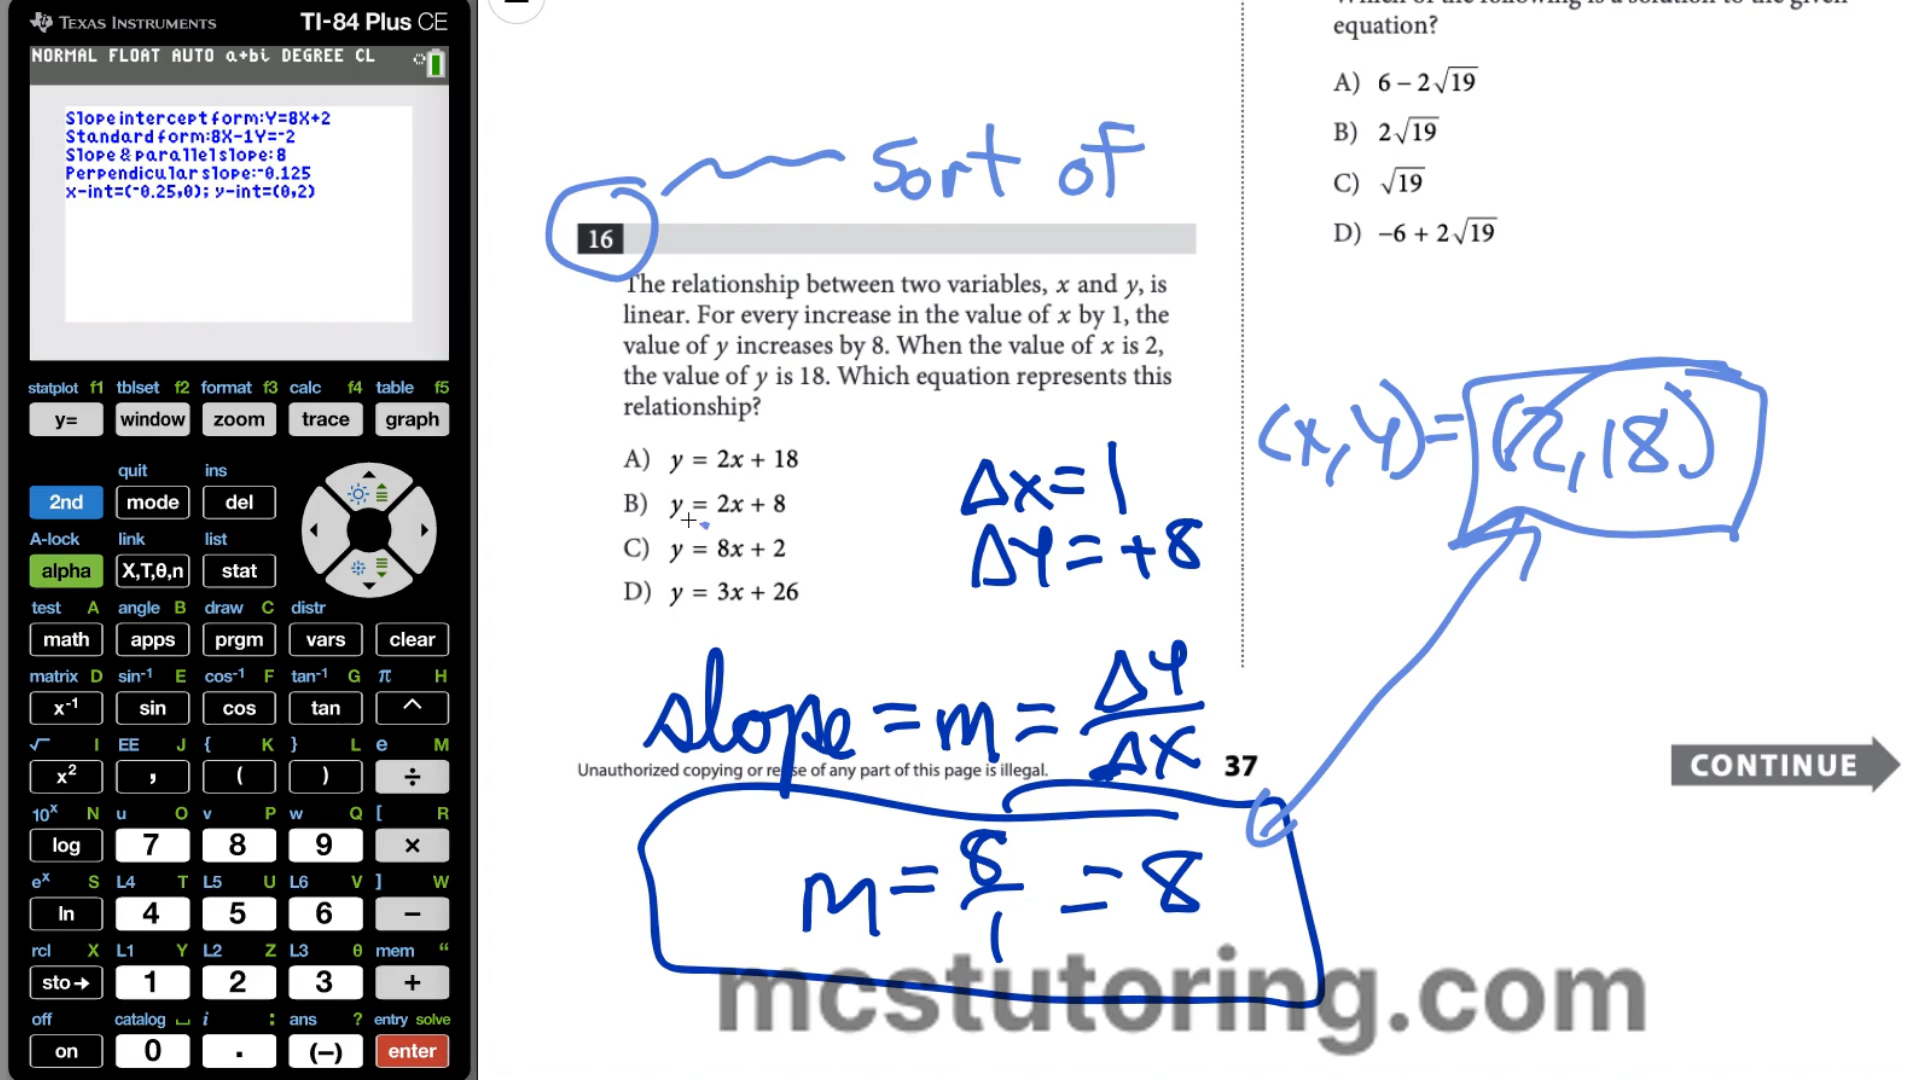 TEXAS INSTRUMENTS TI-84 Plus CE
NORMAL FLOAT AUTO a+bi DEGREE CL
Slope intercept form:Y=8X+2
Standard form:8X-1Y=-2
Slope & parallel slope:8
Perpendicular slope:-0.125
x-int=(-0.25,0); y-int=(0,2)
statplot f1 tblset f2 format f3 calc f4 table f5
y= window zoom trace graph
quit ins
2nd mode del
A-lock link list
alpha X,T,θ,n stat
test A angle B draw C distr
math apps prgm vars clear
matrix D sin-1 E cos-1 F tan-1 G π H
x-1 sin cos tan ^
√ I EE J { K } L e M
x2 , ( ) ÷
10x N u O v P w Q [ R
log 7 8 9 ×
ex S L4 T L5 U L6 V ] W
ln 4 5 6 −
rcl X L1 Y L2 Z L3 θ mem “
sto→ 1 2 3 +
off catalog i : ans ? entry solve
on 0 . (−) enter
Sort of
16
The relationship between two variables, x and y, is
linear. For every increase in the value of x by 1, the
value of y increases by 8. When the value of x is 2,
the value of y is 18. Which equation represents this
relationship?
A) y = 2x + 18
B) y = 2x + 8
C) y = 8x + 2
D) y = 3x + 26
Δx=1
Δy=+8
slope = m = Δy/Δx
Unauthorized copying or reuse of any part of this page is illegal.
37
m = 8/1 = 8
equation?
A) 6 – 2√19
B) 2√19
C) √19
D) –6 + 2√19
(x,y)=(2,18)
CONTINUE
mcstutoring.com